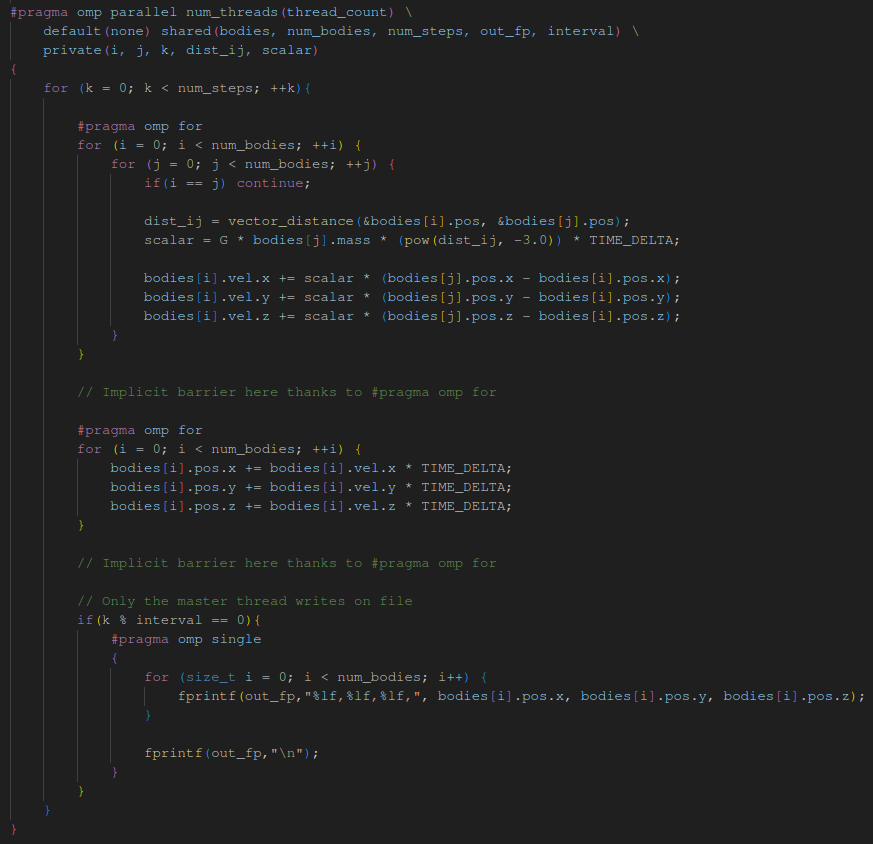 #pragma omp parallel num_threads(thread_count) \
default(none) shared(bodies, num_bodies, num_steps, out_fp, interval) \
private(i, j, k, dist_ij, scalar)
{
for (k = 0; k < num_steps; ++k){
#pragma omp for
for (i = 0; i < num_bodies; ++i) {
for (j = 0; j < num_bodies; ++j) {
if(i == j) continue;
dist_ij = vector_distance(&bodies[i].pos, &bodies[j].pos);
scalar = G * bodies[j].mass * (pow(dist_ij, -3.0)) * TIME_DELTA;
bodies[i].vel.x += scalar * (bodies[j].pos.x - bodies[i].pos.x);
bodies[i].vel.y += scalar * (bodies[j].pos.y - bodies[i].pos.y);
bodies[i].vel.z += scalar * (bodies[j].pos.z - bodies[i].pos.z);
}
}
// Implicit barrier here thanks to #pragma omp for
#pragma omp for
for (i = 0; i < num_bodies; ++i) {
bodies[i].pos.x += bodies[i].vel.x * TIME_DELTA;
bodies[i].pos.y += bodies[i].vel.y * TIME_DELTA;
bodies[i].pos.z += bodies[i].vel.z * TIME_DELTA;
}
// Implicit barrier here thanks to #pragma omp for
// Only the master thread writes on file
if(k % interval == 0){
#pragma omp single
{
for (size_t i = 0; i < num_bodies; i++) {
fprintf(out_fp,"%lf,%lf,%lf,", bodies[i].pos.x, bodies[i].pos.y, bodies[i].pos.z);
}
fprintf(out_fp,"\n");
}
}
}
}